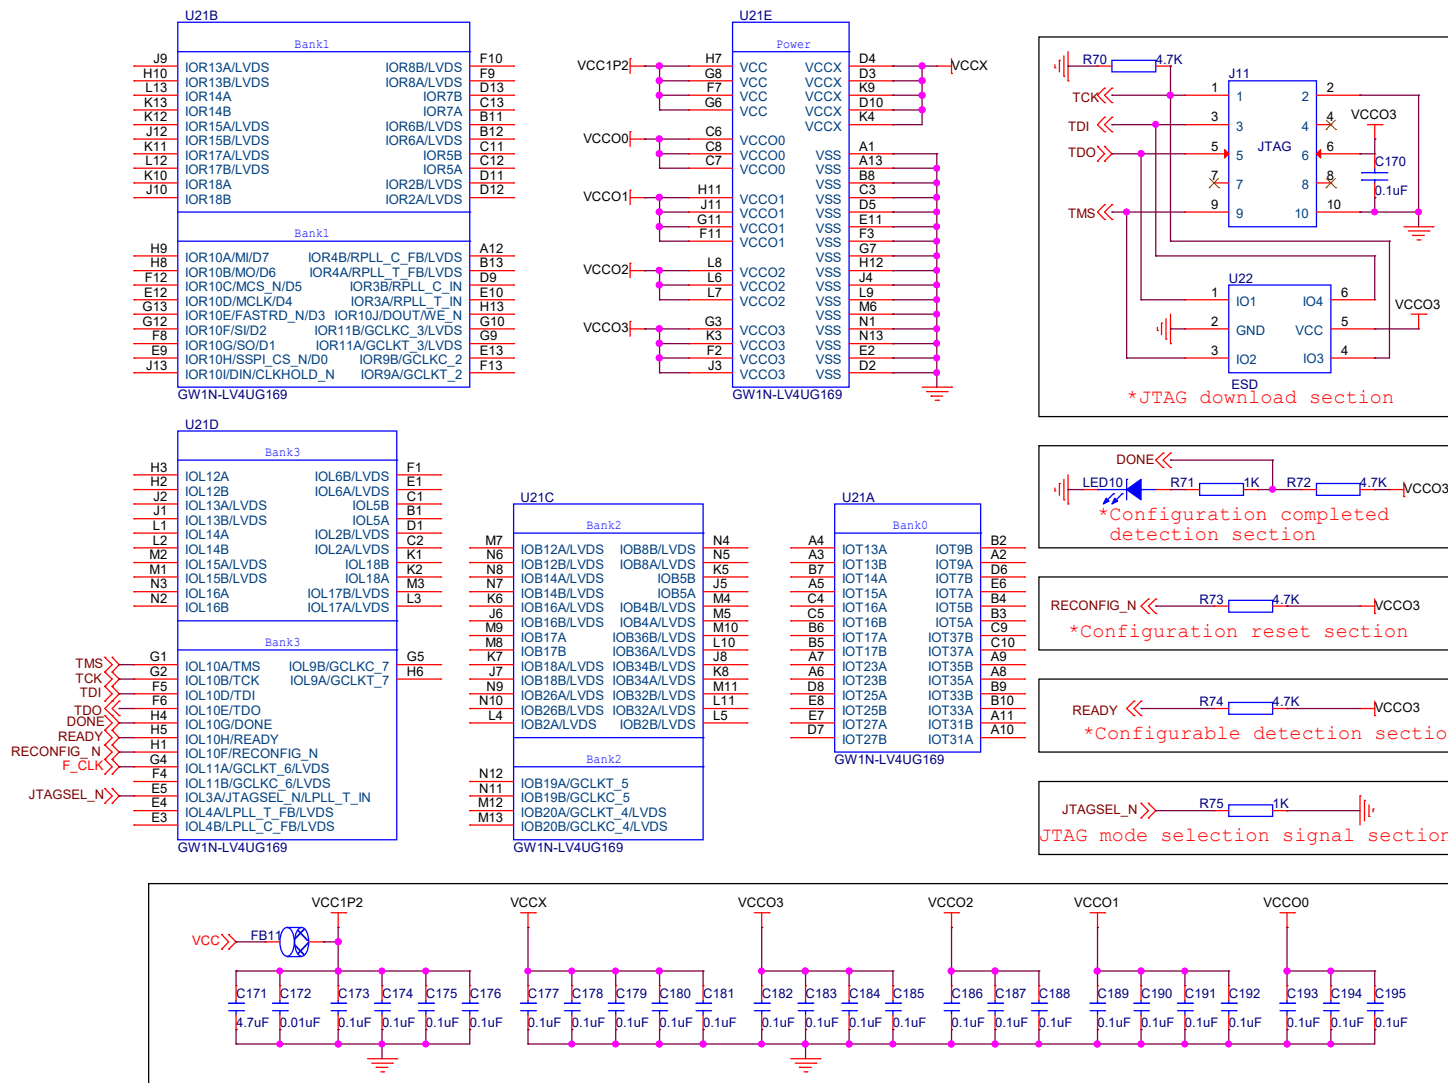 U21B
Bank1
J9 IOR13A/LVDS IOR8B/LVDS F10
H10 IOR13B/LVDS IOR8A/LVDS F9
L13 IOR14A IOR7B D13
K13 IOR14B IOR7A C13
K12 IOR15A/LVDS IOR6B/LVDS B11
J12 IOR15B/LVDS IOR6A/LVDS B12
K11 IOR17A/LVDS IOR5B C11
L12 IOR17B/LVDS IOR5A C12
K10 IOR18A IOR2B/LVDS D11
J10 IOR18B IOR2A/LVDS D12
Bank1
H9 IOR10A/MI/D7 IOR4B/RPLL_C_FB/LVDS A12
H8 IOR10B/MO/D6 IOR4A/RPLL_T_FB/LVDS B13
F12 IOR10C/MCS_N/D5 IOR3B/RPLL_C_IN D9
E12 IOR10D/MCLK/D4 IOR3A/RPLL_T_IN E10
G13 IOR10E/FASTRD_N/D3 IOR10J/DOUT/WE_N H13
G12 IOR10F/SI/D2 IOR11B/GCLKC_3/LVDS G10
F8 IOR10G/SO/D1 IOR11A/GCLKT_3/LVDS G9
E9 IOR10H/SSPI_CS_N/D0 IOR9B/GCLKC_2 E13
J13 IOR10I/DIN/CLKHOLD_N IOR9A/GCLKT_2 F13
GW1N-LV4UG169
U21E
Power
VCC1P2 H7 VCC VCCX D4 VCCX
G8 VCC VCCX D3
F7 VCC VCCX K9
G6 VCC VCCX D10
VCCX K4
VCCO0 C6 VCCO0
C8 VCCO0 VSS A1
C7 VCCO0 VSS A13
VSS B8
VCCO1 H11 VCCO1 VSS C3
J11 VCCO1 VSS D5
G11 VCCO1 VSS E11
F11 VCCO1 VSS F3
VSS G7
VCCO2 L8 VCCO2 VSS H12
L6 VCCO2 VSS J4
L7 VCCO2 VSS L9
VSS M6
VCCO3 G3 VCCO3 VSS N1
K3 VCCO3 VSS N13
F2 VCCO3 VSS E2
J3 VCCO3 VSS D2
GW1N-LV4UG169
R70 4.7K
J11
TCK 1 1 2 2
TDI 3 3 4 4 VCCO3
TDO 5 5 JTAG 6 6
C170
7 7 8 8 0.1uF
TMS 9 9 10 10
U22
1 IO1 IO4 6 VCCO3
2 GND VCC 5
3 IO2 IO3 4
ESD
*JTAG download section
DONE
LED10 R71 1K R72 4.7K VCCO3
*Configuration completed
detection section
RECONFIG_N R73 4.7K VCCO3
*Configuration reset section
READY R74 4.7K VCCO3
*Configurable detection sectio
JTAGSEL_N R75 1K
JTAG mode selection signal section
U21D
Bank3
H3 IOL12A IOL6B/LVDS F1
H2 IOL12B IOL6A/LVDS E1
J2 IOL13A/LVDS IOL5B C1
J1 IOL13B/LVDS IOL5A B1
L1 IOL14A IOL2B/LVDS D1
L2 IOL14B IOL2A/LVDS C2
M2 IOL15A/LVDS IOL18B K1
M1 IOL15B/LVDS IOL18A K2
N3 IOL16A IOL17B/LVDS M3
N2 IOL16B IOL17A/LVDS L3
Bank3
TMS G1 IOL10A/TMS IOL9B/GCLKC_7 G5
TCK G2 IOL10B/TCK IOL9A/GCLKT_7 H6
TDI F5 IOL10D/TDI
TDO F6 IOL10E/TDO
DONE H4 IOL10G/DONE
READY H5 IOL10H/READY
RECONFIG_N H1 IOL10F/RECONFIG_N
F_CLK G4 IOL11A/GCLKT_6/LVDS
F4 IOL11B/GCLKC_6/LVDS
JTAGSEL_N E5 IOL3A/JTAGSEL_N/LPLL_T_IN
E4 IOL4A/LPLL_T_FB/LVDS
E3 IOL4B/LPLL_C_FB/LVDS
GW1N-LV4UG169
U21C
Bank2
M7 IOB12A/LVDS IOB8B/LVDS N4
N6 IOB12B/LVDS IOB8A/LVDS N5
N8 IOB14A/LVDS IOB5B K5
N7 IOB14B/LVDS IOB5A J5
K6 IOB16A/LVDS IOB4B/LVDS M4
J6 IOB16B/LVDS IOB4A/LVDS M5
M9 IOB17A IOB36B/LVDS M10
M8 IOB17B IOB36A/LVDS L10
K7 IOB18A/LVDS IOB34B/LVDS J8
J7 IOB18B/LVDS IOB34A/LVDS K8
N9 IOB26A/LVDS IOB32B/LVDS M11
N10 IOB26B/LVDS IOB32A/LVDS L11
L4 IOB2A/LVDS IOB2B/LVDS L5
Bank2
N12 IOB19A/GCLKT_5
N11 IOB19B/GCLKC_5
M12 IOB20A/GCLKT_4/LVDS
M13 IOB20B/GCLKC_4/LVDS
GW1N-LV4UG169
U21A
Bank0
A4 IOT13A IOT9B B2
A3 IOT13B IOT9A A2
B7 IOT14A IOT7B D6
A5 IOT15A IOT7A E6
C4 IOT16A IOT5B B4
C5 IOT16B IOT5A B3
B6 IOT17A IOT37B C9
B5 IOT17B IOT37A C10
A7 IOT23A IOT35B A9
A6 IOT23B IOT35A A8
D8 IOT25A IOT33B B9
E8 IOT25B IOT33A B10
E7 IOT27A IOT31B A11
D7 IOT27B IOT31A A10
GW1N-LV4UG169
VCC1P2 VCCX VCCO3 VCCO2 VCCO1 VCCO0
VCC FB11
C171 C172 C173 C174 C175 C176 C177 C178 C179 C180 C181 C182 C183 C184 C185 C186 C187 C188 C189 C190 C191 C192 C193 C194 C195
4.7uF 0.01uF 0.1uF 0.1uF 0.1uF 0.1uF 0.1uF 0.1uF 0.1uF 0.1uF 0.1uF 0.1uF 0.1uF 0.1uF 0.1uF 0.1uF 0.1uF 0.1uF 0.1uF 0.1uF 0.1uF 0.1uF 0.1uF 0.1uF 0.1uF